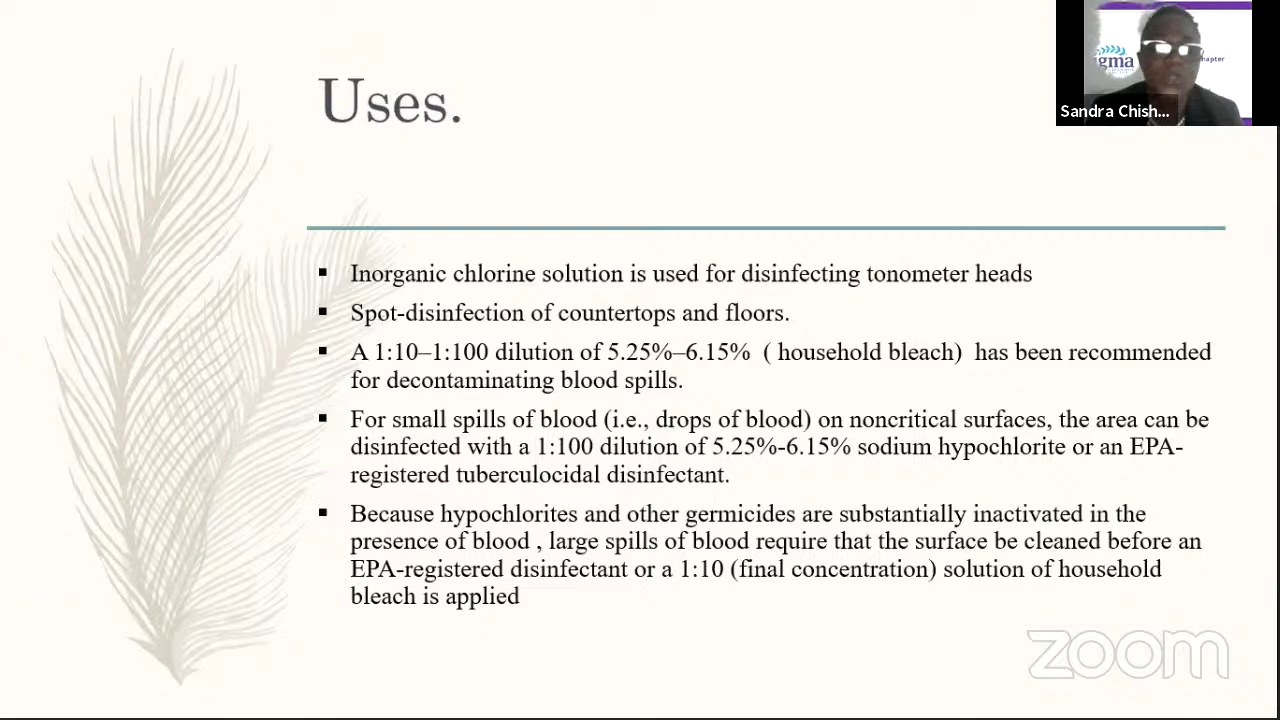 Uses.
gma
hapter
Sandra Chish...
▪ Inorganic chlorine solution is used for disinfecting tonometer heads
▪ Spot-disinfection of countertops and floors.
▪ A 1:10–1:100 dilution of 5.25%–6.15% ( household bleach) has been recommended
for decontaminating blood spills.
▪ For small spills of blood (i.e., drops of blood) on noncritical surfaces, the area can be
disinfected with a 1:100 dilution of 5.25%-6.15% sodium hypochlorite or an EPA-
registered tuberculocidal disinfectant.
▪ Because hypochlorites and other germicides are substantially inactivated in the
presence of blood , large spills of blood require that the surface be cleaned before an
EPA-registered disinfectant or a 1:10 (final concentration) solution of household
bleach is applied
zoom